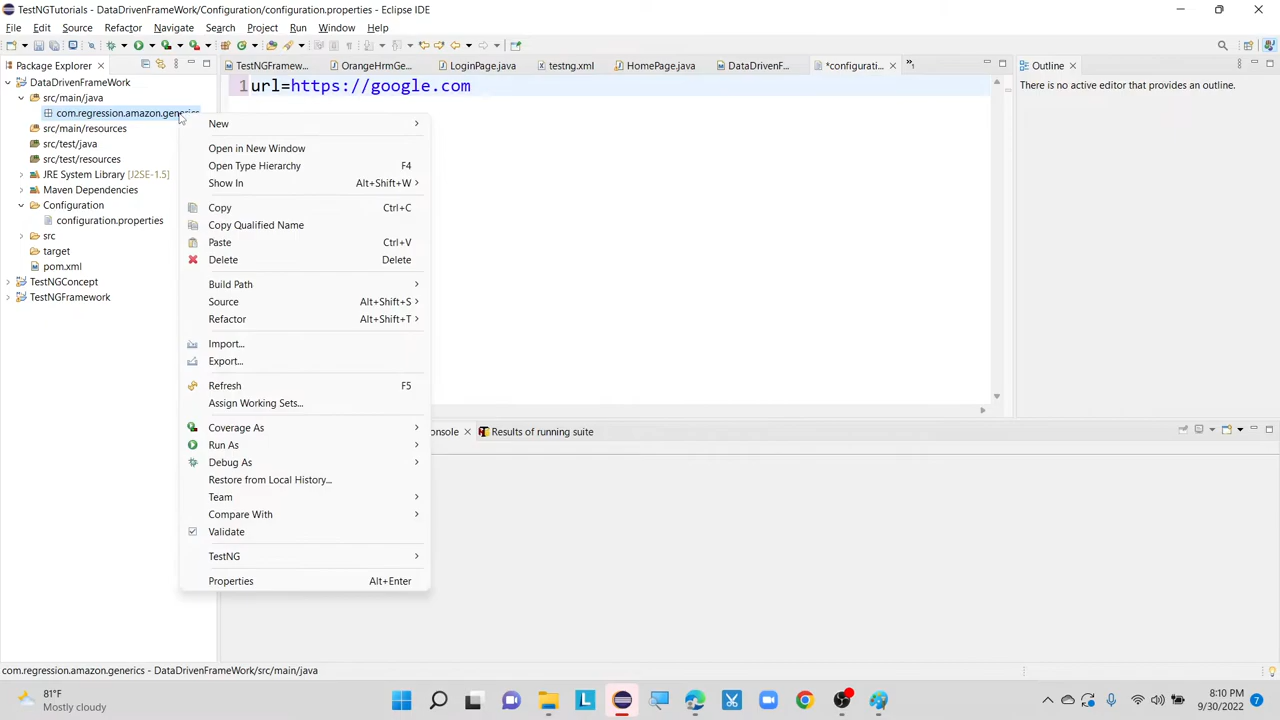 TestNGTutorials - DataDrivenFrameWork/Configuration/configuration.properties - Eclipse IDE
File Edit Source Refactor Navigate Search Project Run Window Help
Package Explorer
TestNGFramew...
OrangeHrmGe...
LoginPage.java
testng.xml
HomePage.java
DataDrivenF...
*configurati...
Outline
DataDrivenFrameWork
src/main/java
com.regression.amazon.generics
src/main/resources
src/test/java
src/test/resources
JRE System Library [J2SE-1.5]
Maven Dependencies
Configuration
configuration.properties
src
target
pom.xml
TestNGConcept
TestNGFramework
1 url=https://google.com
There is no active editor that provides an outline.
New
Open in New Window
Open Type Hierarchy F4
Show In Alt+Shift+W
Copy Ctrl+C
Copy Qualified Name
Paste Ctrl+V
Delete Delete
Build Path
Source Alt+Shift+S
Refactor Alt+Shift+T
Import...
Export...
Refresh F5
Assign Working Sets...
Coverage As
Run As
Debug As
Restore from Local History...
Team
Compare With
Validate
TestNG
Properties Alt+Enter
onsole
Results of running suite
com.regression.amazon.generics - DataDrivenFrameWork/src/main/java
81°F
Mostly cloudy
8:10 PM
9/30/2022
7